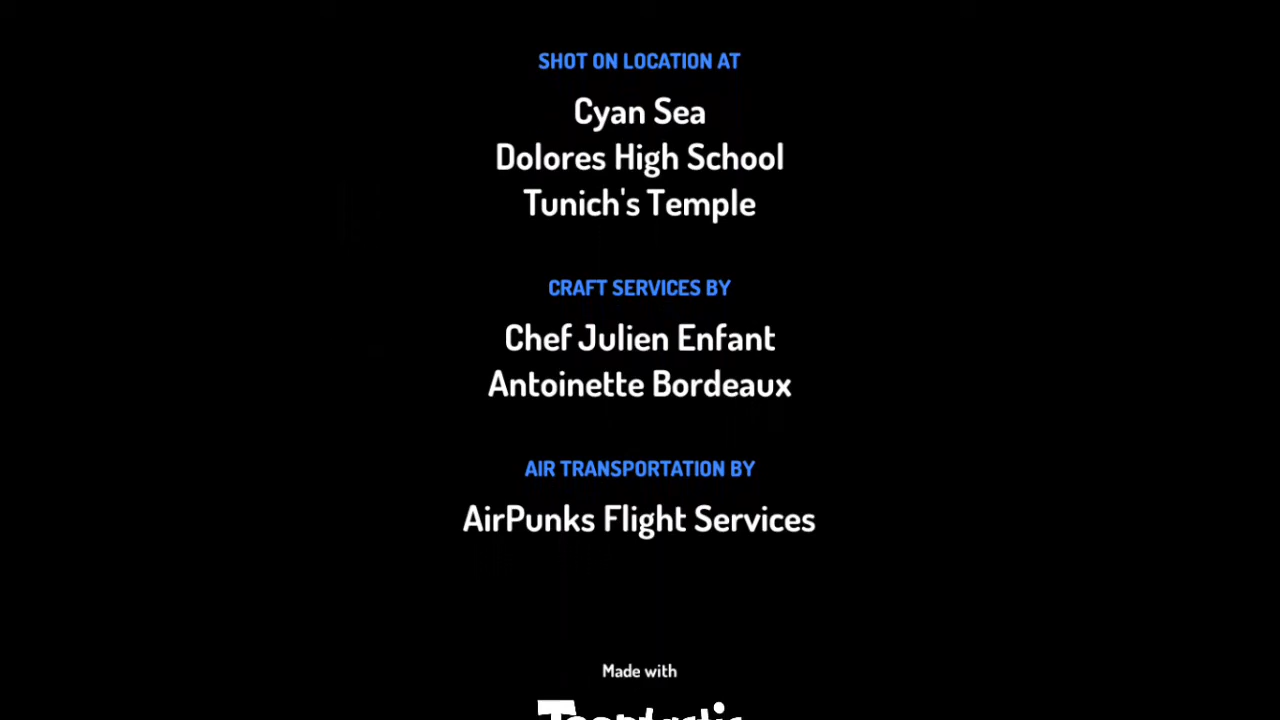 SHOT ON LOCATION AT
Cyan Sea
Dolores High School
Tunich's Temple
CRAFT SERVICES BY
Chef Julien Enfant
Antoinette Bordeaux
AIR TRANSPORTATION BY
AirPunks Flight Services
Made with
Toontastic